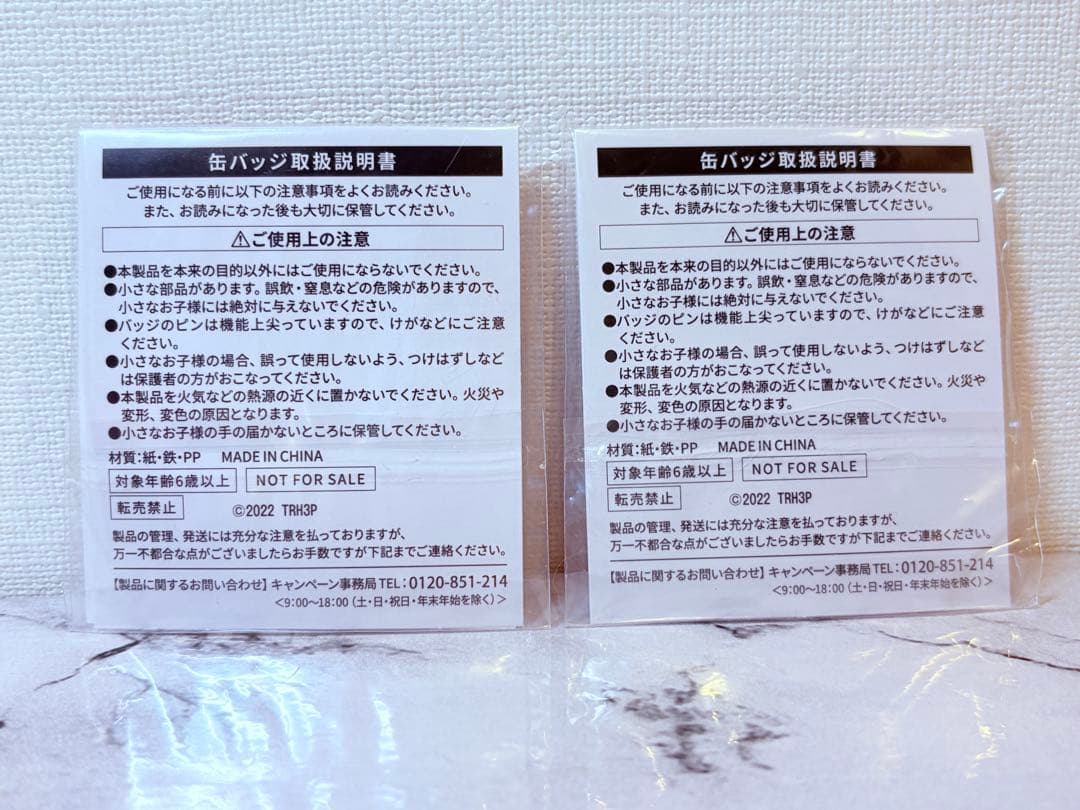 缶バッジ取扱説明書
ご使用になる前に以下の注意事項をよくお読みください。
また、お読みになった後も大切に保管してください。
⚠ご使用上の注意
●本製品を本来の目的以外にはご使用にならないでください。
●小さな部品があります。誤飲・窒息などの危険がありますので、
小さなお子様には絶対に与えないでください。
●バッジのピンは機能上尖っていますので、けがなどにご注意
ください。
●小さなお子様の場合、誤って使用しないよう、つけはずしなど
は保護者の方がおこなってください。
●本製品を火気などの熱源の近くに置かないでください。火災や
変形、変色の原因となります。
●小さなお子様の手の届かないところに保管してください。
材質:紙・鉄・PP MADE IN CHINA
対象年齢6歳以上 NOT FOR SALE
転売禁止 ©2022 TRH3P
製品の管理、発送には充分な注意を払っておりますが、
万一不都合な点がございましたらお手数ですが下記までご連絡ください。
【製品に関するお問い合わせ】キャンペーン事務局 TEL:0120-851-214
<9:00~18:00(土・日・祝日・年末年始を除く)>
缶バッジ取扱説明書
ご使用になる前に以下の注意事項をよくお読みください。
また、お読みになった後も大切に保管してください。
⚠ご使用上の注意
●本製品を本来の目的以外にはご使用にならないでください。
●小さな部品があります。誤飲・窒息などの危険がありますので、
小さなお子様には絶対に与えないでください。
●バッジのピンは機能上尖っていますので、けがなどにご注意
ください。
●小さなお子様の場合、誤って使用しないよう、つけはずしなど
は保護者の方がおこなってください。
●本製品を火気などの熱源の近くに置かないでください。火災や
変形、変色の原因となります。
●小さなお子様の手の届かないところに保管してください。
材質:紙・鉄・PP MADE IN CHINA
対象年齢6歳以上 NOT FOR SALE
転売禁止 ©2022 TRH3P
製品の管理、発送には充分な注意を払っておりますが、
万一不都合な点がございましたらお手数ですが下記までご連絡ください。
【製品に関するお問い合わせ】キャンペーン事務局 TEL:0120-851-214
<9:00~18:00(土・日・祝日・年末年始を除く)>